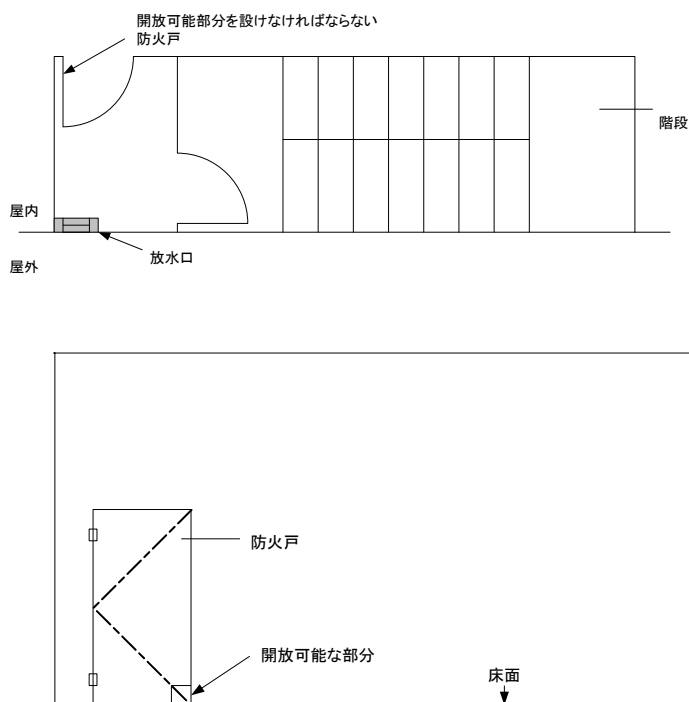 開放可能部分を設けなければならない
防火戸
階段
屋内
放水口
屋外
防火戸
開放可能な部分
床面